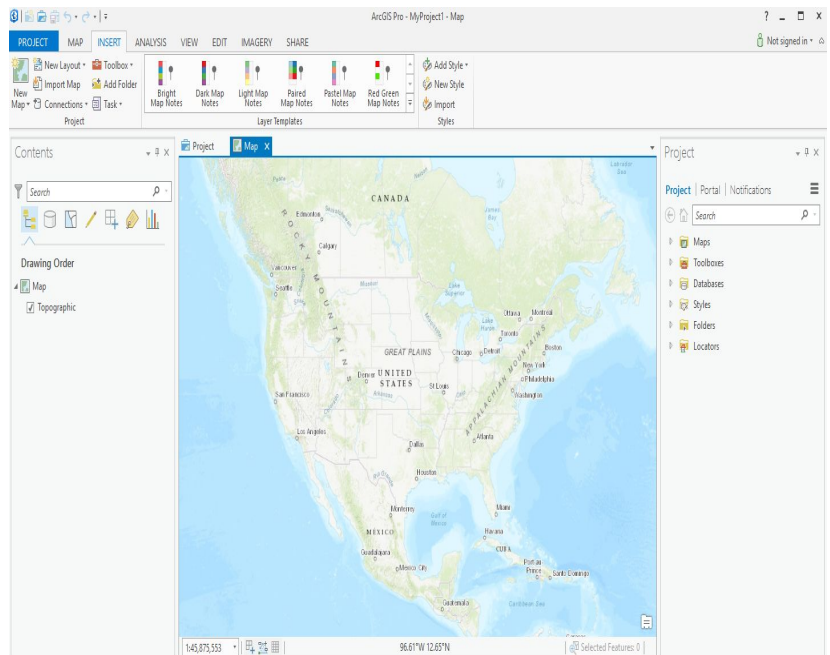 ArcGIS Pro - MyProject1 - Map
?
PROJECT MAP INSERT ANALYSIS VIEW EDIT IMAGERY SHARE
Not signed in
New Map
New Layout
Import Map
Connections
Toolbox
Add Folder
Task
Project
Bright Map Notes
Dark Map Notes
Light Map Notes
Paired Map Notes
Pastel Map Notes
Red Green Map Notes
Layer Templates
Add Style
New Style
Import
Styles
Contents
Search
Drawing Order
Map
Topographic
Project Map X
Labrador Sea
CANADA
James Bay
Edmonton
ROCKY MOUNTAINS
Calgary
Vancouver
Seattle
Missouri
Lake Superior
Ottawa Montreal
Lake Huron
Toronto
GREAT PLAINS
Chicago Detroit
Boston
New York
Philadelphia
Denver UNITED STATES
St Louis
Washington
APPALACHIAN MOUNTAINS
San Francisco
Arkansas
Los Angeles
Atlanta
Dallas
Houston
Monterrey
Gulf of Mexico
Miami
MEXICO
Havana
CUBA
Guadalajara
Mexico City
Port-au-Prince
Santo Domingo
Guatemala
Caribbean Sea
1:45,875,553
96.61°W 12.65°N
Selected Features: 0
Project
Project | Portal | Notifications
Search
Maps
Toolboxes
Databases
Styles
Folders
Locators